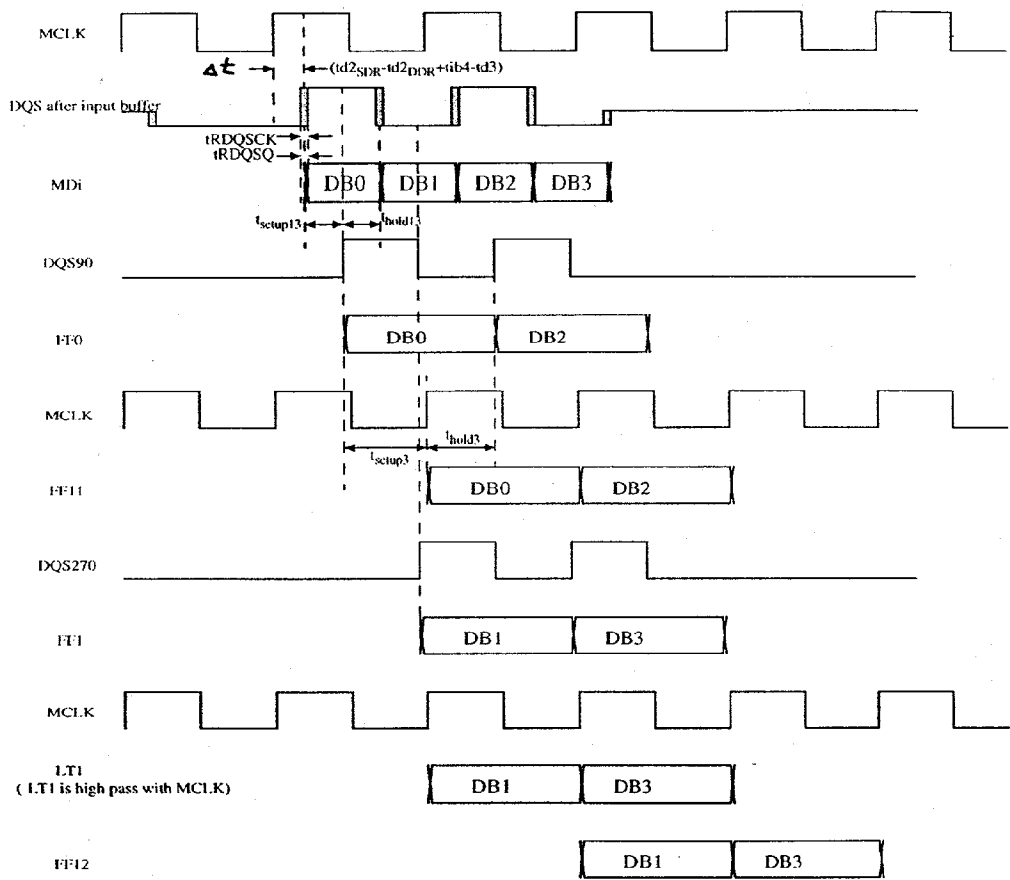 MCLK
Δt
(td2SDR-td2DDR+tib4-td3)
DQS after input buffer
tRDQSCK
tRDQSQ
MDi
DB0 DB1 DB2 DB3
tsetup13 thold13
DQS90
FF0
DB0 DB2
MCLK
tsetup3 thold3
FF11
DB0 DB2
DQS270
FF1
DB1 DB3
MCLK
LT1
( LT1 is high pass with MCLK)
DB1 DB3
FF12
DB1 DB3